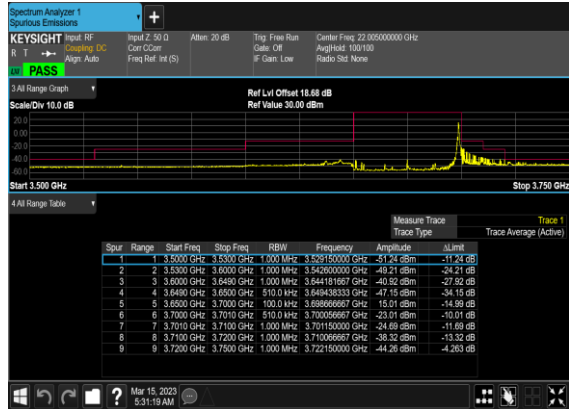 Spectrum Analyzer 1
Spurious Emissions
+
KEYSIGHT Input: RF Input Z: 50 Ω Atten: 20 dB Trig: Free Run Center Freq: 22.005000000 GHz
R T Coupling: DC Corr CCorr Gate: Off Avg|Hold: 100/100
Align: Auto Freq Ref: Int (S) IF Gain: Low Radio Std: None
PASS
3 All Range Graph
Ref Lvl Offset 18.68 dB
Scale/Div 10.0 dB Ref Value 30.00 dBm
20.0
0.00
-20.0
-40.0
-60.0
Start 3.500 GHz Stop 3.750 GHz
4 All Range Table
Measure Trace Trace 1
Trace Type Trace Average (Active)
Spur Range Start Freq Stop Freq RBW Frequency Amplitude ΔLimit
1 1 3.5000 GHz 3.5300 GHz 1.000 MHz 3.529150000 GHz -51.24 dBm -11.24 dB
2 2 3.5300 GHz 3.6000 GHz 1.000 MHz 3.542600000 GHz -49.21 dBm -24.21 dB
3 3 3.6000 GHz 3.6490 GHz 1.000 MHz 3.644181667 GHz -40.92 dBm -27.92 dB
4 4 3.6490 GHz 3.6500 GHz 510.0 kHz 3.649438333 GHz -47.15 dBm -34.15 dB
5 5 3.6500 GHz 3.7000 GHz 100.0 kHz 3.698666667 GHz 15.01 dBm -14.99 dB
6 6 3.7000 GHz 3.7010 GHz 510.0 kHz 3.700056667 GHz -23.01 dBm -10.01 dB
7 7 3.7010 GHz 3.7100 GHz 1.000 MHz 3.701150000 GHz -24.69 dBm -11.69 dB
8 8 3.7100 GHz 3.7200 GHz 1.000 MHz 3.710066667 GHz -38.32 dBm -13.32 dB
9 9 3.7200 GHz 3.7500 GHz 1.000 MHz 3.722150000 GHz -44.26 dBm -4.263 dB
? Mar 15, 2023
5:31:19 AM